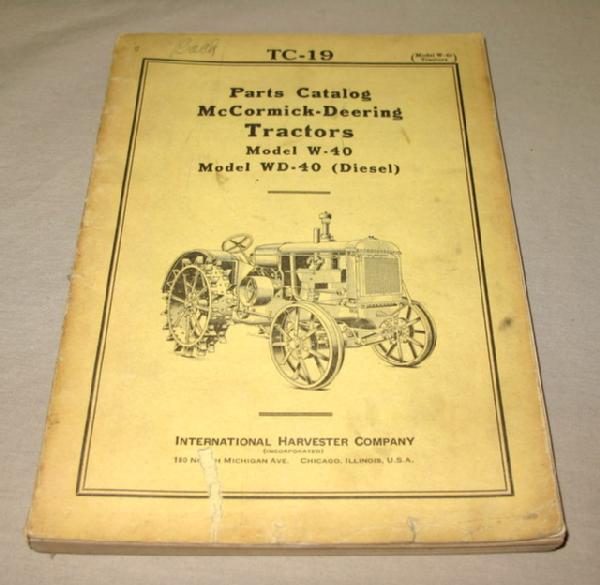 TC-19
(Model W-40
Tractors)
Parts Catalog
McCormick-Deering
Tractors
Model W-40
Model WD-40 (Diesel)
INTERNATIONAL HARVESTER COMPANY
(INCORPORATED)
180 MICHIGAN AVE. CHICAGO, ILLINOIS, U.S.A.